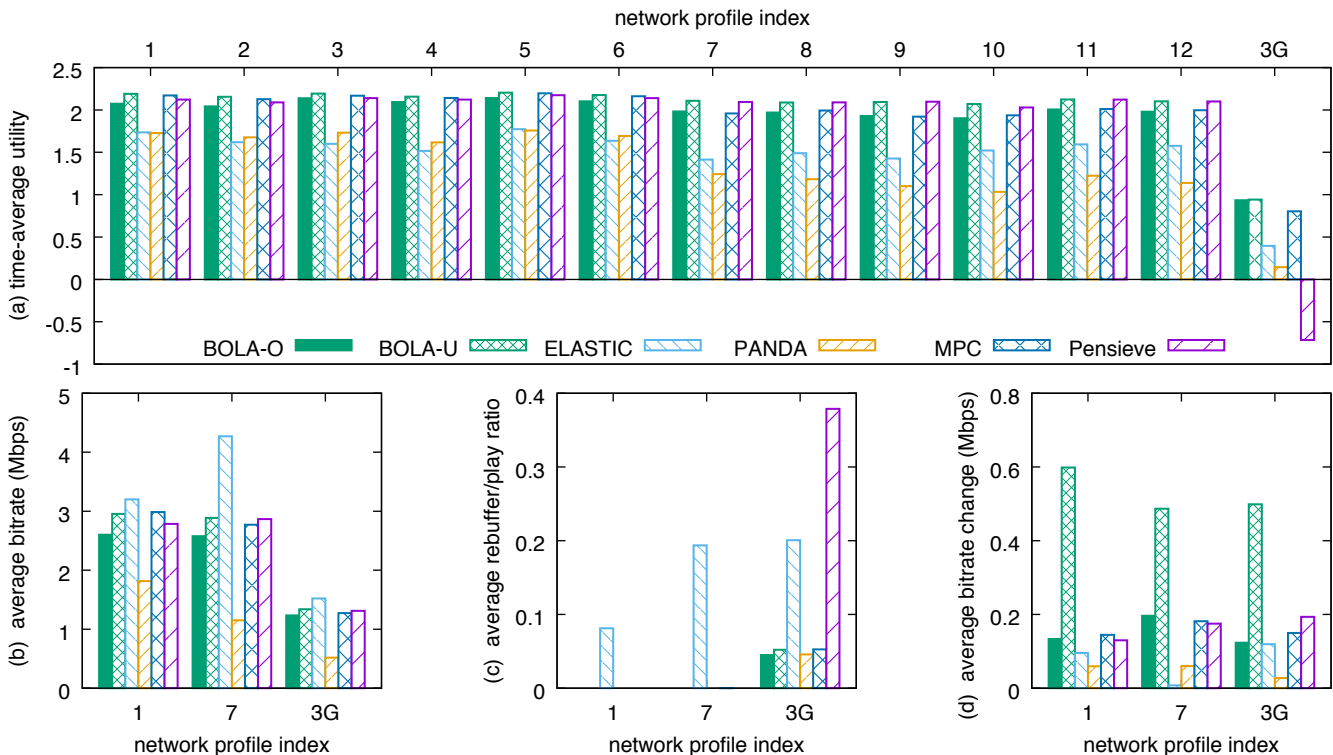 network profile index
1 2 3 4 5 6 7 8 9 10 11 12 3G
(a) time-average utility
2.5
2
1.5
1
0.5
0
-0.5
-1
BOLA-O BOLA-U ELASTIC PANDA MPC Pensieve
(b) average bitrate (Mbps)
5
4
3
2
1
0
1 7 3G
network profile index
(c) average rebuffer/play ratio
0.4
0.3
0.2
0.1
0
1 7 3G
network profile index
(d) average bitrate change (Mbps)
0.8
0.6
0.4
0.2
0
1 7 3G
network profile index